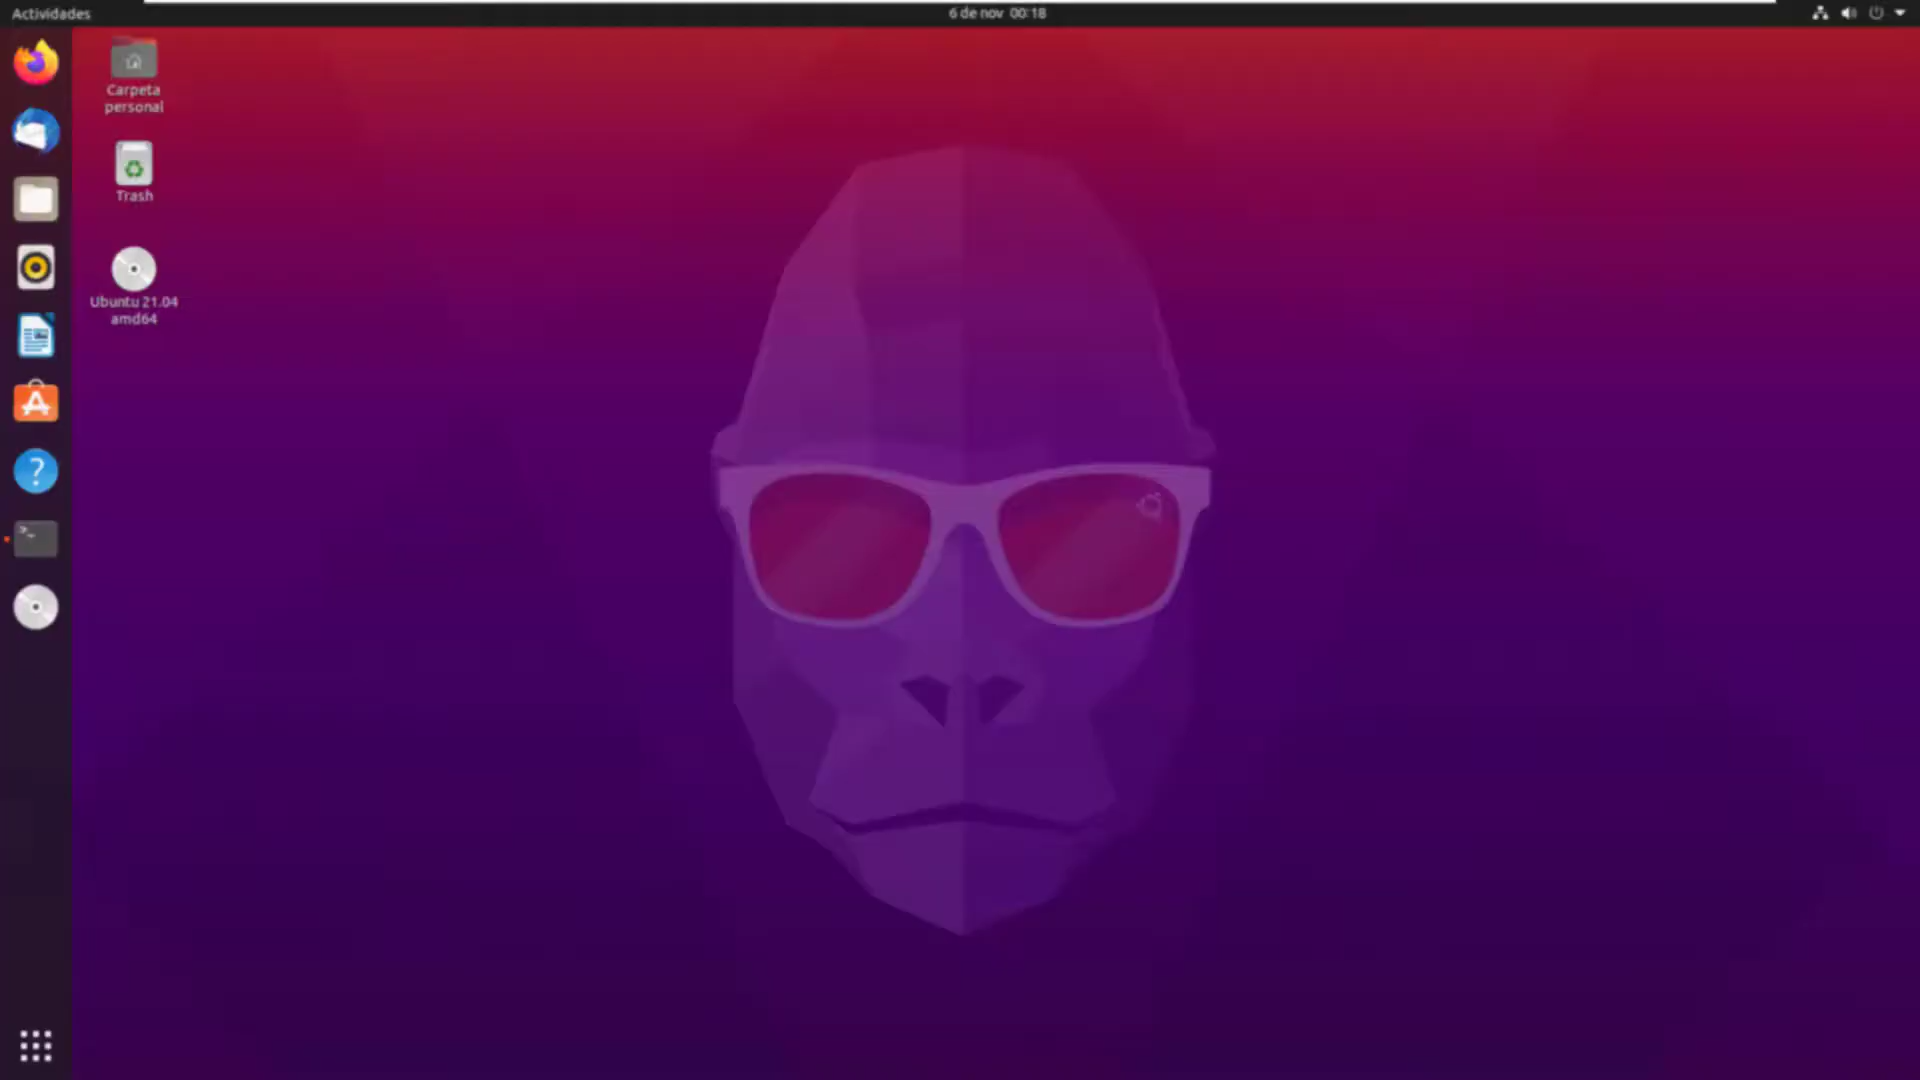 Actividades
6 de nov 00:18
Carpeta
personal
Trash
Ubuntu 21.04
amd64